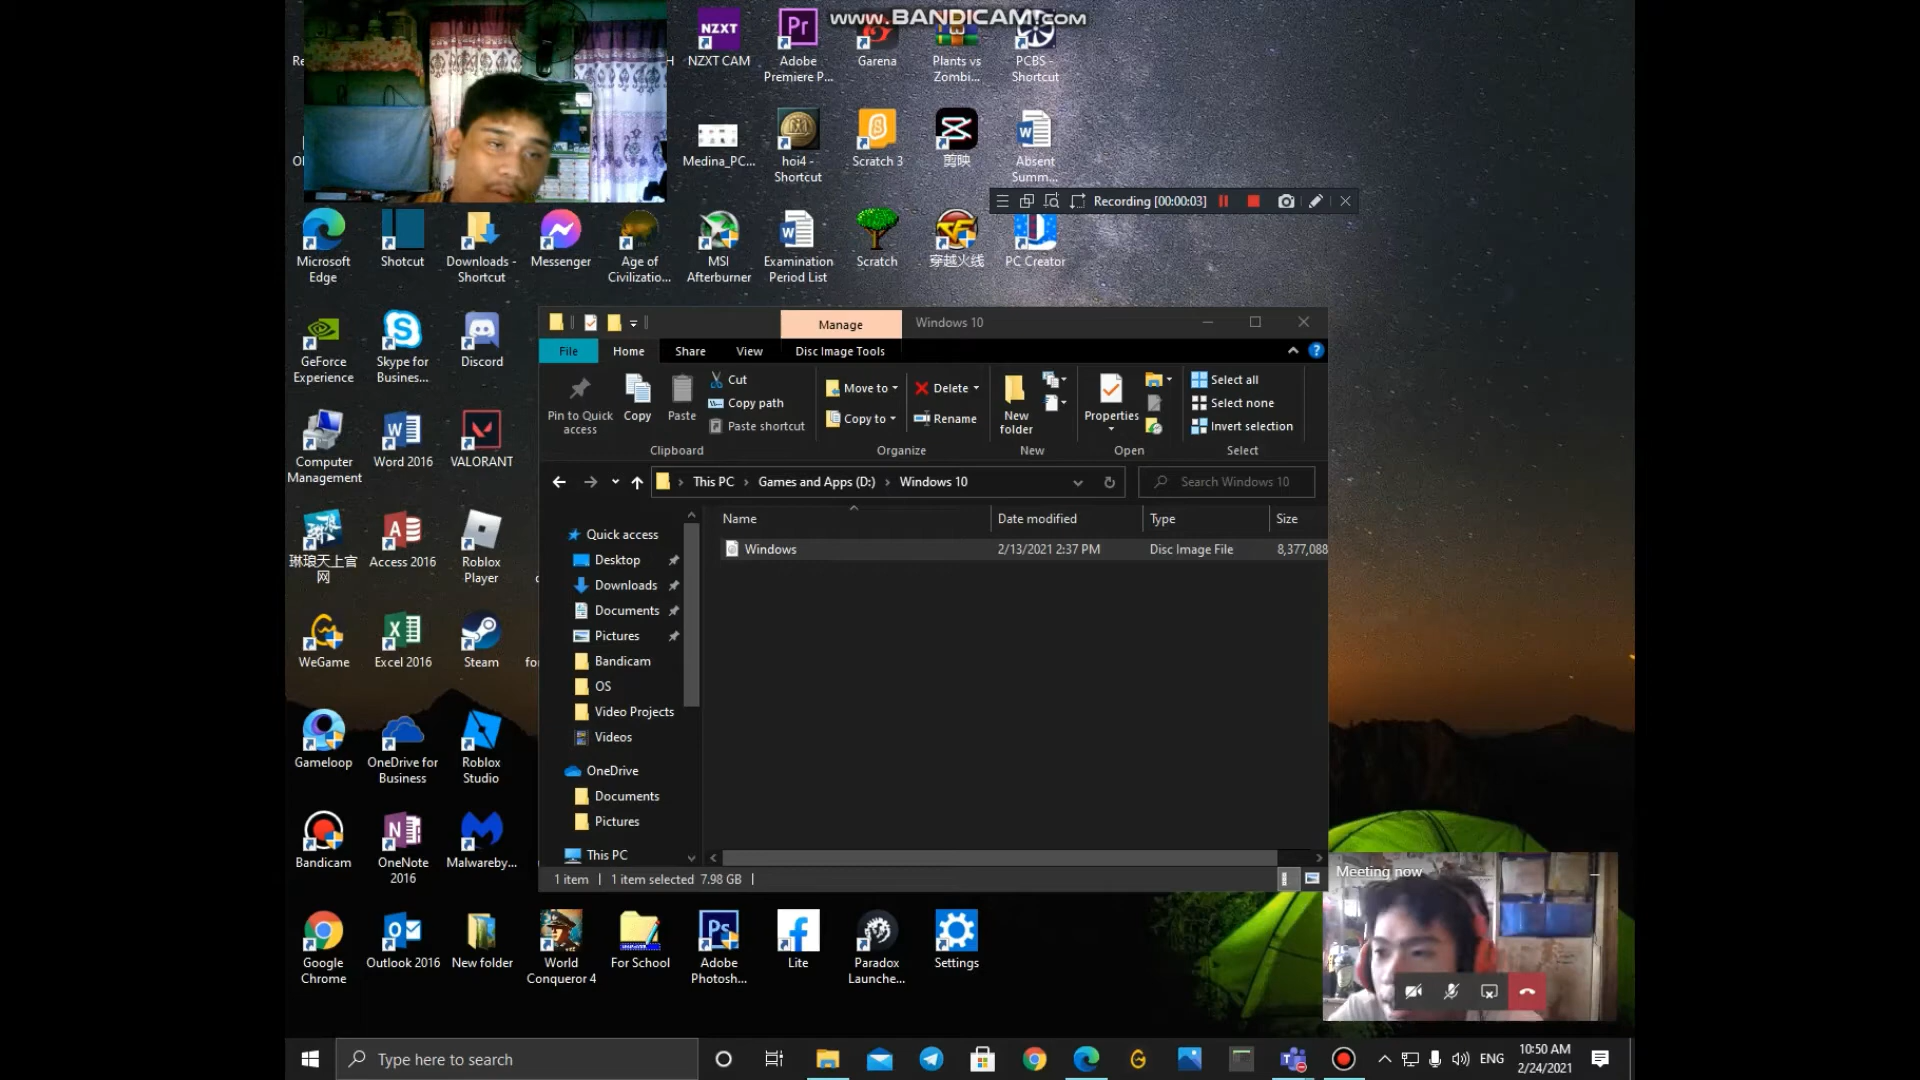 www.BANDICAM.COM
NZXT
NZXT CAM
Adobe
Premiere P...
Garena
Plants vs
Zombi...
PCBS -
Shortcut
Medina_PC...
hoi4 -
Shortcut
Scratch 3
剪映
Absent
Summ...
Recording [00:00:03]
Microsoft
Edge
Shotcut
Downloads -
Shortcut
Messenger
Age of
Civilizatio...
MSI
Afterburner
Examination
Period List
Scratch
穿越火线
PC Creator
GeForce
Experience
Skype for
Busines...
Discord
Computer
Management
Word 2016
VALORANT
琳琅天上官
网
Access 2016
Roblox
Player
WeGame
Excel 2016
Steam
Gameloop
OneDrive for
Business
Roblox
Studio
Bandicam
OneNote
2016
Malwareby...
Google
Chrome
Outlook 2016
New folder
World
Conqueror 4
For School
Adobe
Photosh...
Lite
Paradox
Launche...
Settings
Manage
Windows 10
File
Home
Share
View
Disc Image Tools
Pin to Quick
access
Copy
Paste
Cut
Copy path
Paste shortcut
Clipboard
Move to
Copy to
Delete
Rename
Organize
New
folder
New
Properties
Open
Select all
Select none
Invert selection
Select
This PC > Games and Apps (D:) > Windows 10
Search Windows 10
Name
Date modified
Type
Size
Windows
2/13/2021 2:37 PM
Disc Image File
8,377,088
Quick access
Desktop
Downloads
Documents
Pictures
Bandicam
OS
Video Projects
Videos
OneDrive
Documents
Pictures
This PC
1 item
1 item selected 7.98 GB
Meeting now
Type here to search
ENG
10:50 AM
2/24/2021